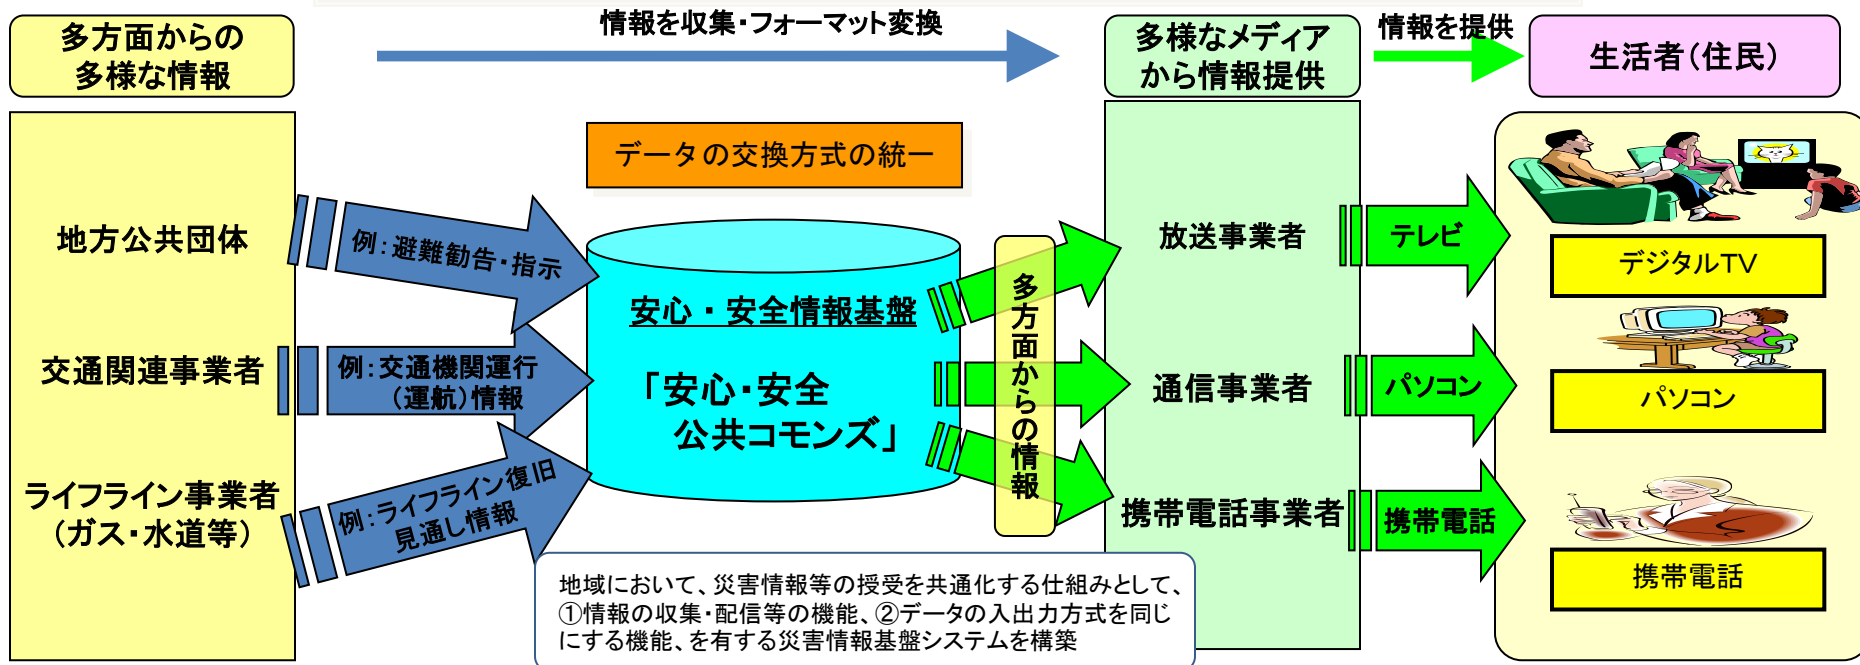 情報を収集・フォーマット変換
情報を提供
多方面からの
多様な情報
多様なメディア
から情報提供
生活者(住民)
データの交換方式の統一
地方公共団体
例:避難勧告・指示
交通関連事業者
例:交通機関運行
(運航)情報
ライフライン事業者
(ガス・水道等)
例:ライフライン復旧
見通し情報
安心・安全情報基盤
「安心・安全
公共コモンズ」
多方面からの情報
放送事業者
通信事業者
携帯電話事業者
テレビ
パソコン
携帯電話
デジタルTV
パソコン
携帯電話
地域において、災害情報等の授受を共通化する仕組みとして、
①情報の収集・配信等の機能、②データの入出力方式を同じ
にする機能、を有する災害情報基盤システムを構築